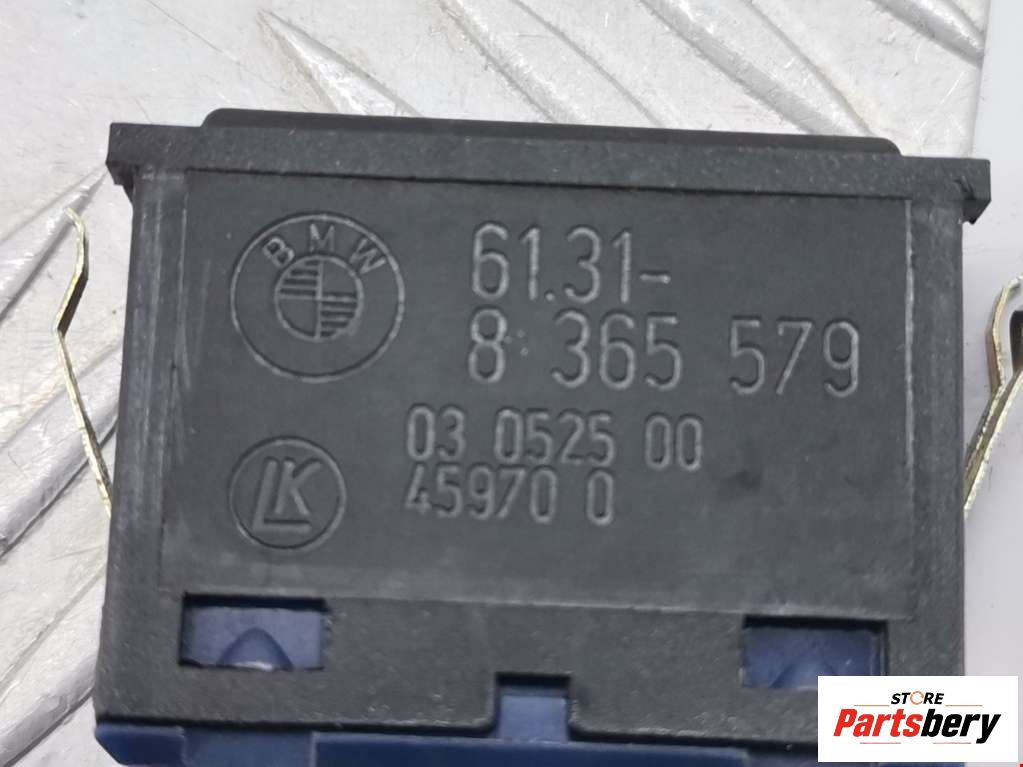 BMW
61.31-
8 365 579
03 0525 00
45970 0
LK
STORE
Partsbery